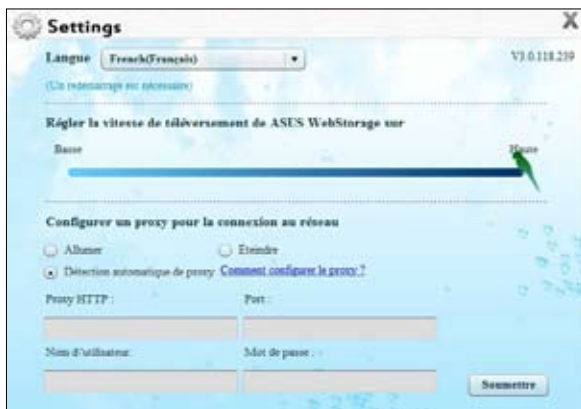 Settings
X
Langue French(Français)
V3.0.118.239
(Un redémarrage est nécessaire)
Régler la vitesse de téléversement de ASUS WebStorage sur
Basse Haute
Configurer un proxy pour la connexion au réseau
Allumer Eteindre
Détection automatique de proxy Comment configurer le proxy ?
Proxy HTTP : Port :
Nom d'utilisateur: Mot de passe :
Soumettre